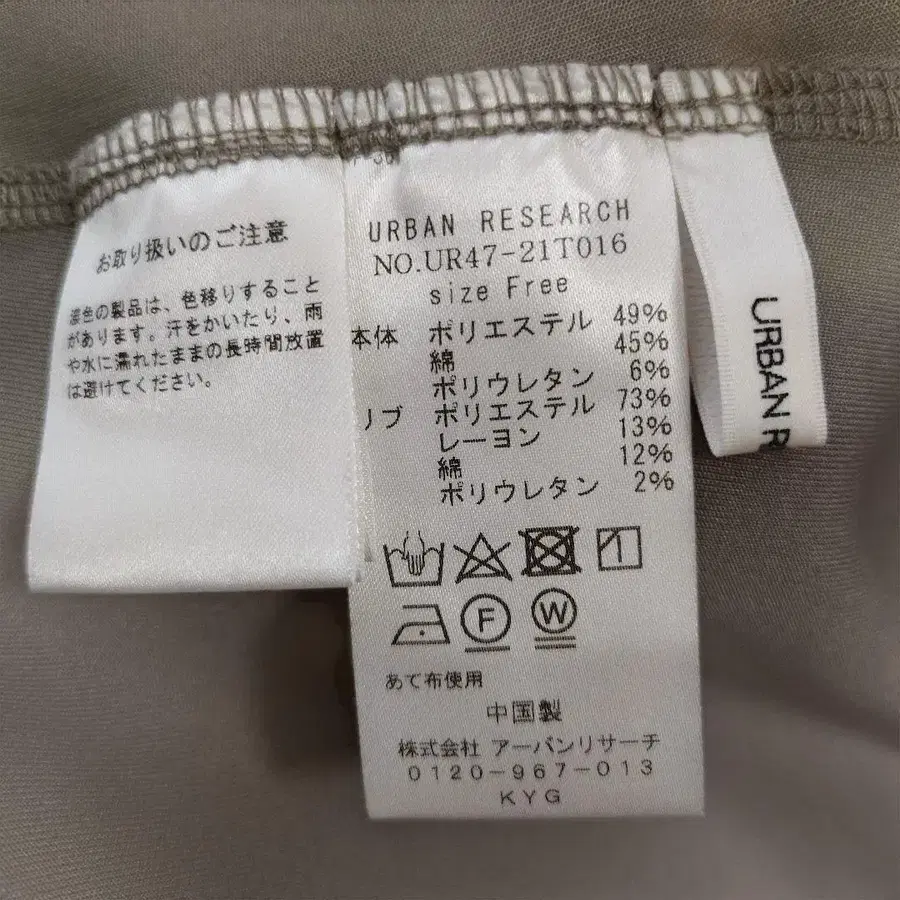 お取り扱いのご注意
濃色の製品は、色移りすること
があります。汗をかいたり、雨
や水に濡れたままの長時間放置
は避けてください。
36
URBAN RESEARCH
NO.UR47-21T016
size Free
本体 ポリエステル 49%
綿 45%
ポリウレタン 6%
リブ ポリエステル 73%
レーヨン 13%
綿 12%
ポリウレタン 2%
F
W
あて布使用
中国製
株式会社 アーバンリサーチ
0120-967-013
KYG
URBAN R